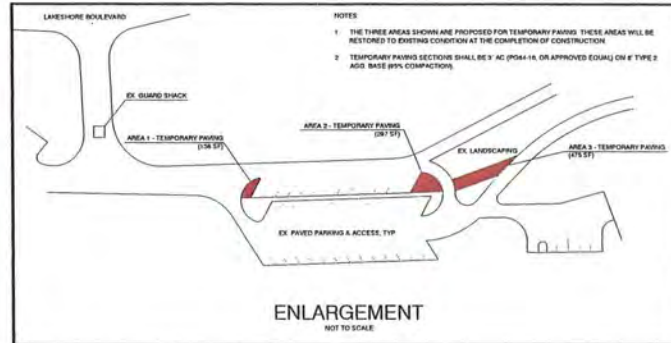 LAKESHORE BOULEVARD
NOTES
1 THE THREE AREAS SHOWN ARE PROPOSED FOR TEMPORARY PAVING THESE AREAS WILL BE
RESTORED TO EXISTING CONDITION AT THE COMPLETION OF CONSTRUCTION
2 TEMPORARY PAVING SECTIONS SHALL BE 3" AC (PG64-10, OR APPROVED EQUAL) ON 6" TYPE 2
AGG BASE (95% COMPACTION).
EX GUARD SHACK
AREA 1 - TEMPORARY PAVING
AREA 2 - TEMPORARY PAVING
(297 SF)
EX LANDSCAPING
AREA 3 - TEMPORARY PAVING
(475 SF)
EX PAVED PARKING & ACCESS, TYP
ENLARGEMENT
NOT TO SCALE